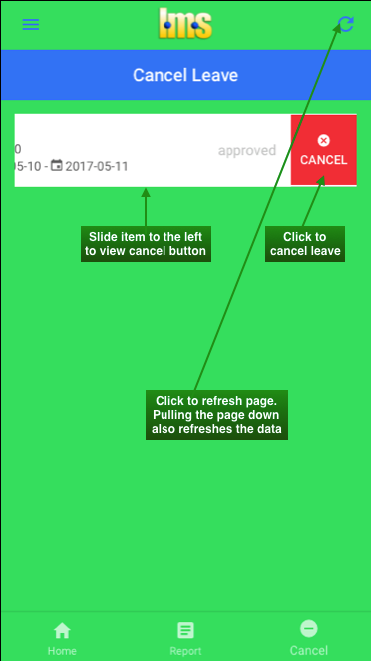 lms
Cancel Leave
0
approved
05-10 - 2017-05-11
CANCEL
Slide item to the left
to view cancel button
Click to
cancel leave
Click to refresh page.
Pulling the page down
also refreshes the data
Home
Report
Cancel